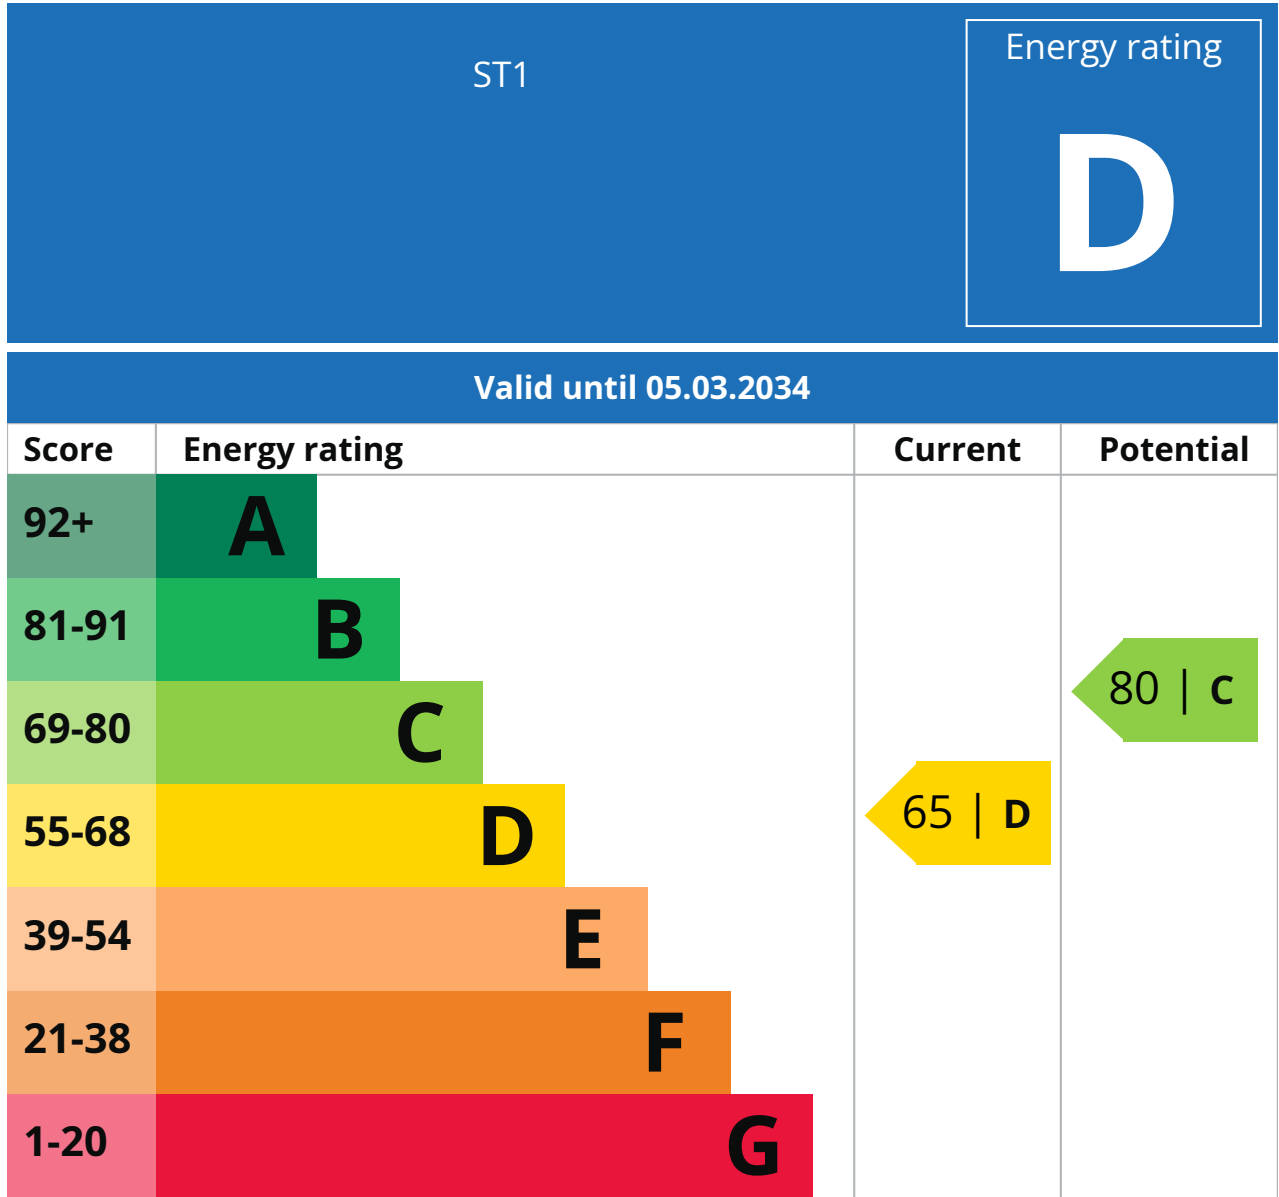 ST1
Energy rating
D
Valid until 05.03.2034
Score Energy rating Current Potential
92+ A
81-91 B
80 | C
69-80 C
65 | D
55-68 D
39-54 E
21-38 F
1-20 G